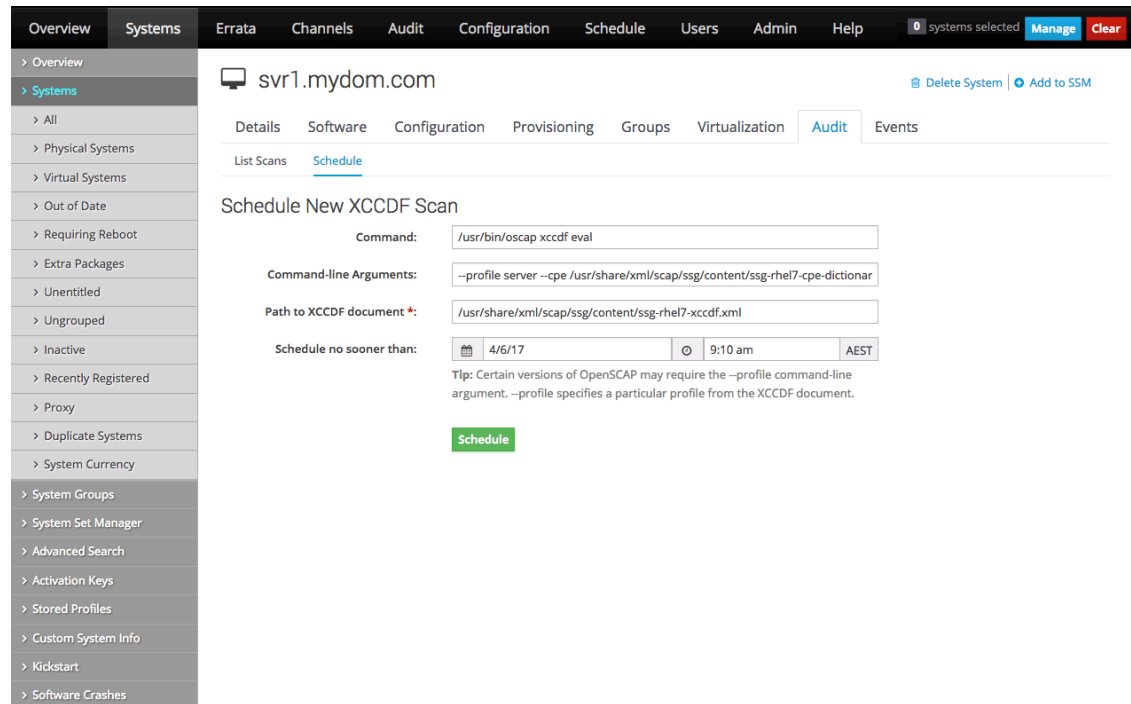 Overview Systems Errata Channels Audit Configuration Schedule Users Admin Help 0 systems selected Manage Clear
> Overview
> Systems
> All
> Physical Systems
> Virtual Systems
> Out of Date
> Requiring Reboot
> Extra Packages
> Unentitled
> Ungrouped
> Inactive
> Recently Registered
> Proxy
> Duplicate Systems
> System Currency
> System Groups
> System Set Manager
> Advanced Search
> Activation Keys
> Stored Profiles
> Custom System Info
> Kickstart
> Software Crashes
svr1.mydom.com
Delete System | Add to SSM
Details Software Configuration Provisioning Groups Virtualization Audit Events
List Scans Schedule
Schedule New XCCDF Scan
Command: /usr/bin/oscap xccdf eval
Command-line Arguments: --profile server --cpe /usr/share/xml/scap/ssg/content/ssg-rhel7-cpe-dictionar
Path to XCCDF document *: /usr/share/xml/scap/ssg/content/ssg-rhel7-xccdf.xml
Schedule no sooner than: 4/6/17 9:10 am AEST
Tip: Certain versions of OpenSCAP may require the --profile command-line
argument. --profile specifies a particular profile from the XCCDF document.
Schedule